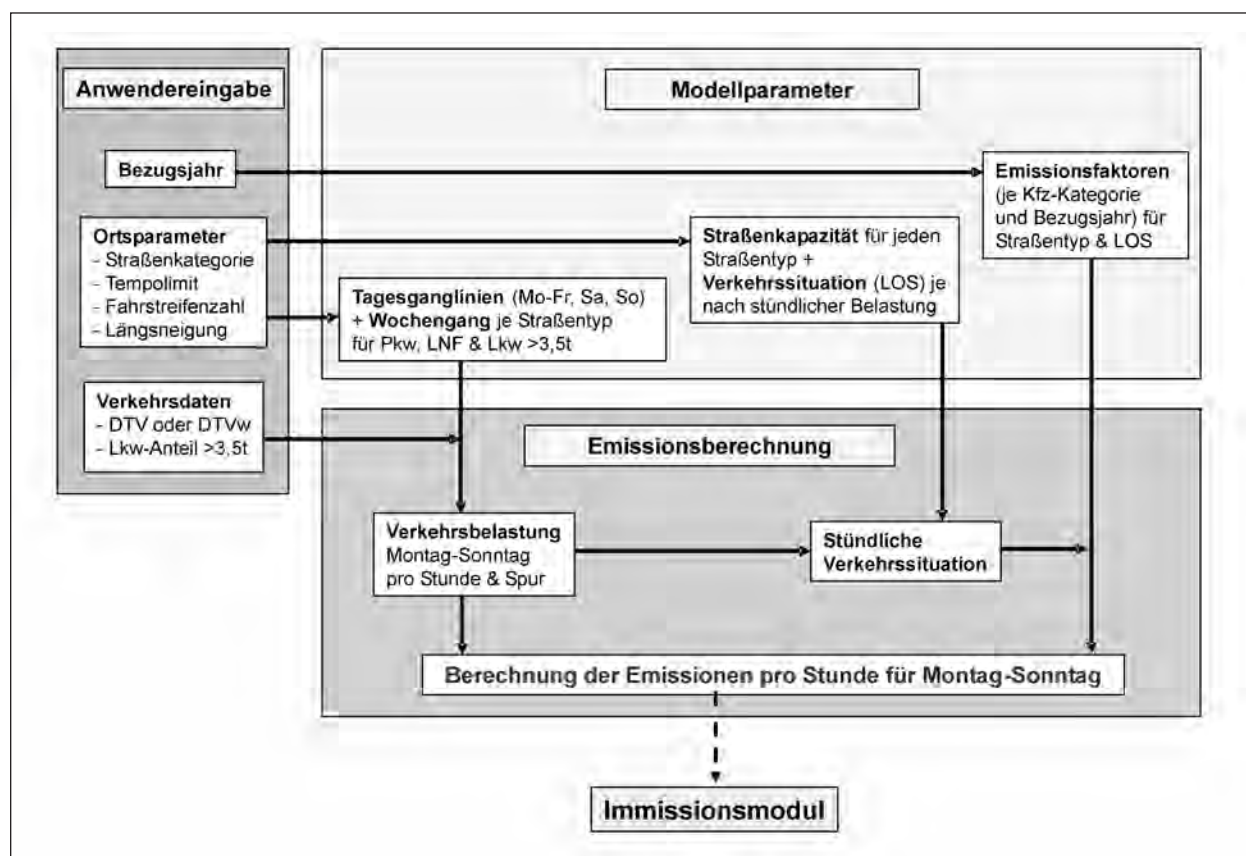 Anwendereingabe
Bezugsjahr
Ortsparameter
- Straßenkategorie
- Tempolimit
- Fahrstreifenzahl
- Längsneigung
Verkehrsdaten
- DTV oder DTVw
- Lkw-Anteil >3,5t
Modellparameter
Emissionsfaktoren
(je Kfz-Kategorie
und Bezugsjahr) für
Straßentyp & LOS
Straßenkapazität für jeden
Straßentyp +
Verkehrssituation (LOS) je
nach stündlicher Belastung
Tagesganglinien (Mo-Fr, Sa, So)
+ Wochengang je Straßentyp
für Pkw, LNF & Lkw >3,5t
Emissionsberechnung
Verkehrsbelastung
Montag-Sonntag
pro Stunde & Spur
Stündliche
Verkehrssituation
Berechnung der Emissionen pro Stunde für Montag-Sonntag
Immissionsmodul